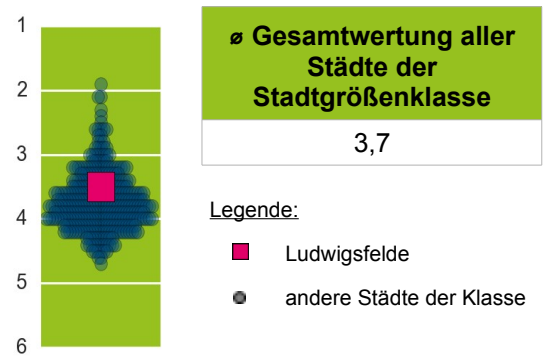 1
2
3
4
5
6
ø Gesamtwertung aller
Städte der
Stadtgrößenklasse
3,7
Legende:
Ludwigsfelde
andere Städte der Klasse